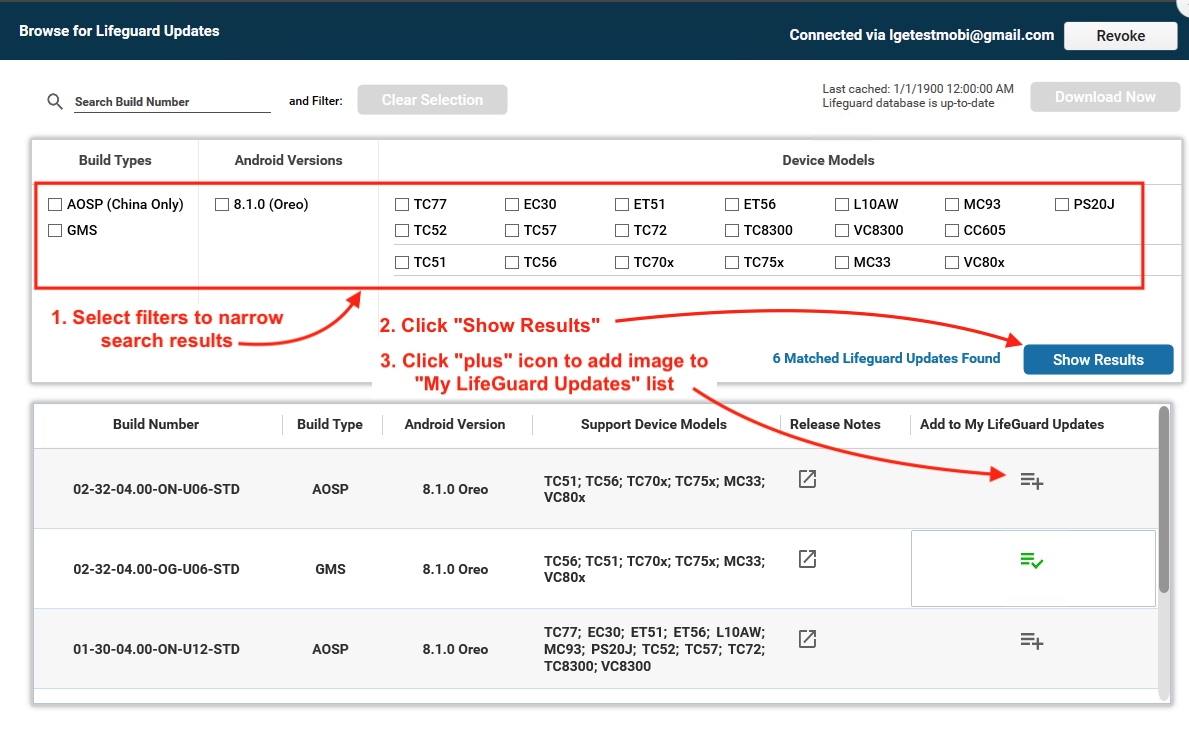 Browse for Lifeguard Updates
Connected via lgetestmobi@gmail.com
Revoke
Search Build Number
and Filter:
Clear Selection
Last cached: 1/1/1900 12:00:00 AM
Lifeguard database is up-to-date
Download Now
Build Types
Android Versions
Device Models
AOSP (China Only)
8.1.0 (Oreo)
TC77
EC30
ET51
ET56
L10AW
MC93
PS20J
GMS
TC52
TC57
TC72
TC8300
VC8300
CC605
TC51
TC56
TC70x
TC75x
MC33
VC80x
1. Select filters to narrow
search results
2. Click "Show Results"
3. Click "plus" icon to add image to
"My LifeGuard Updates" list
6 Matched Lifeguard Updates Found
Show Results
Build Number
Build Type
Android Version
Support Device Models
Release Notes
Add to My LifeGuard Updates
02-32-04.00-ON-U06-STD
AOSP
8.1.0 Oreo
TC51; TC56; TC70x; TC75x; MC33;
VC80x
02-32-04.00-OG-U06-STD
GMS
8.1.0 Oreo
TC56; TC51; TC70x; TC75x; MC33;
VC80x
01-30-04.00-ON-U12-STD
AOSP
8.1.0 Oreo
TC77; EC30; ET51; ET56; L10AW;
MC93; PS20J; TC52; TC57; TC72;
TC8300; VC8300